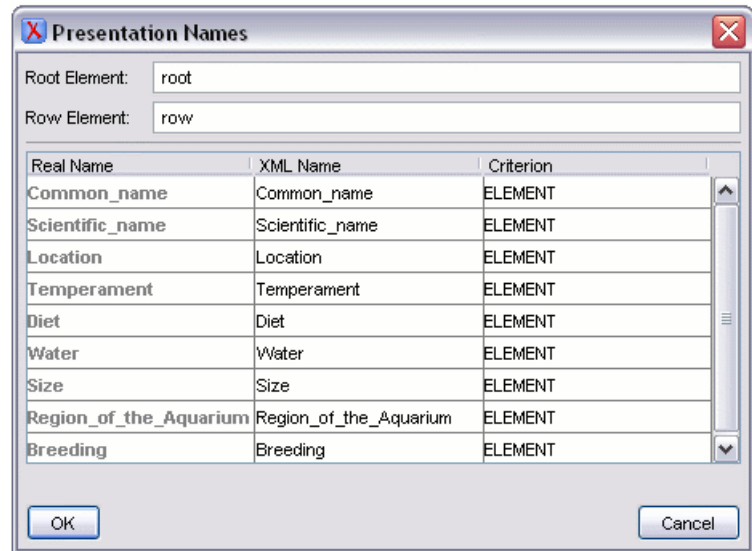 Presentation Names
Root Element: root
Row Element: row
Real Name XML Name Criterion
Common_name Common_name ELEMENT
Scientific_name Scientific_name ELEMENT
Location Location ELEMENT
Temperament Temperament ELEMENT
Diet Diet ELEMENT
Water Water ELEMENT
Size Size ELEMENT
Region_of_the_Aquarium Region_of_the_Aquarium ELEMENT
Breeding Breeding ELEMENT
OK Cancel